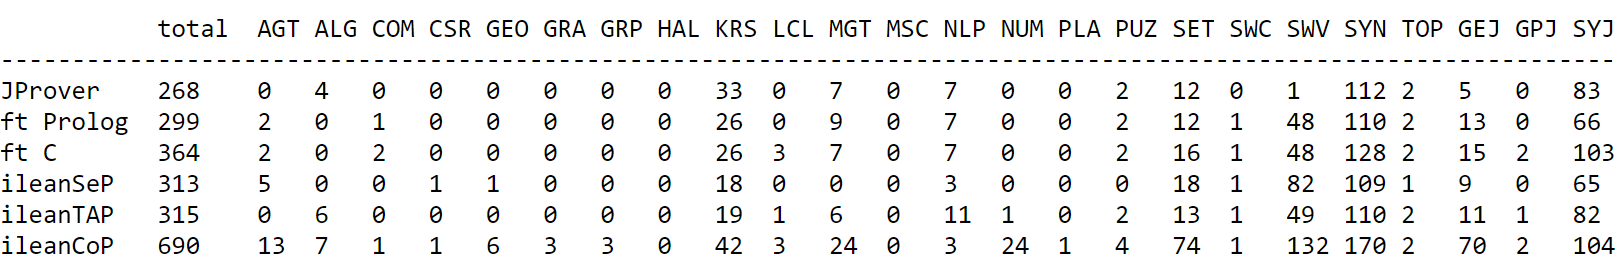 total AGT ALG COM CSR GEO GRA GRP HAL KRS LCL MGT MSC NLP NUM PLA PUZ SET SWC SWV SYN TOP GEJ GPJ SYJ
-----------------------------------------------------------------------------------------------------------------
JProver 268 0 4 0 0 0 0 0 0 33 0 7 0 7 0 0 2 12 0 1 112 2 5 0 83
ft Prolog 299 2 0 1 0 0 0 0 0 26 0 9 0 7 0 0 2 12 1 48 110 2 13 0 66
ft C 364 2 0 2 0 0 0 0 0 26 3 7 0 7 0 0 2 16 1 48 128 2 15 2 103
ileanSeP 313 5 0 0 1 1 0 0 0 18 0 0 0 3 0 0 0 18 1 82 109 1 9 0 65
ileanTAP 315 0 6 0 0 0 0 0 0 19 1 6 0 11 1 0 2 13 1 49 110 2 11 1 82
ileanCoP 690 13 7 1 1 6 3 3 0 42 3 24 0 3 24 1 4 74 1 132 170 2 70 2 104